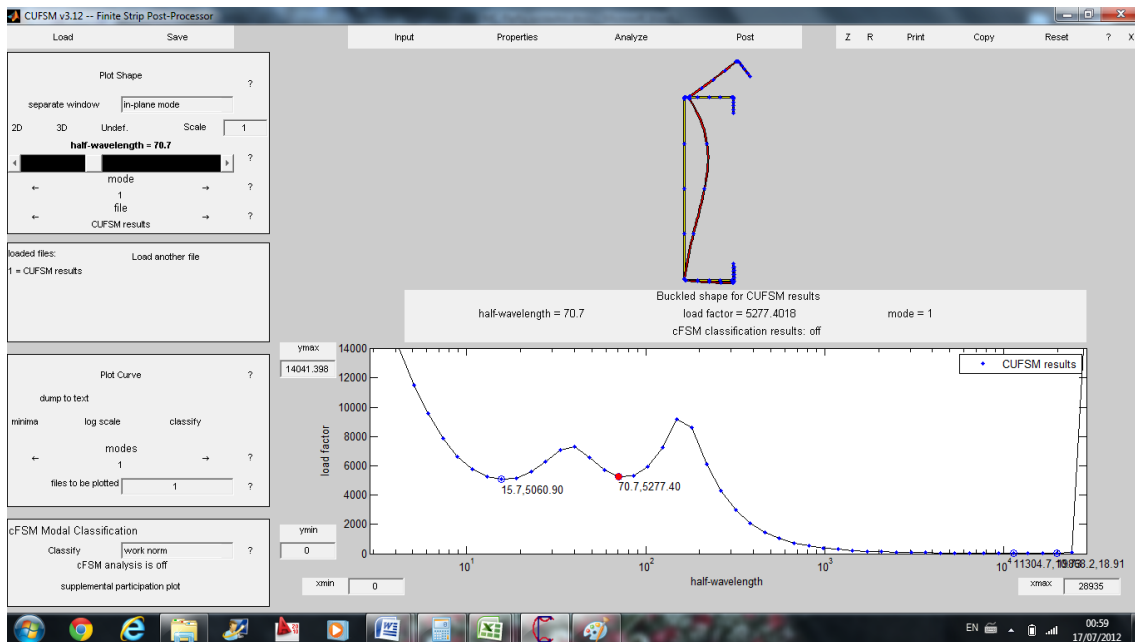 CUFSM v3.12 -- Finite Strip Post-Processor
Load Save Input Properties Analyze Post Z R Print Copy Reset ? X
Plot Shape ?
separate window in-plane mode
2D 3D Undef. Scale 1
half-wavelength = 70.7 ?
mode
← 1 → ?
file
← CUFSM results → ?
loaded files: Load another file
1 = CUFSM results
Buckled shape for CUFSM results
half-wavelength = 70.7 load factor = 5277.4018 mode = 1
cFSM classification results: off
Plot Curve ?
dump to text
minima log scale classify
modes
← 1 → ?
files to be plotted 1 ?
cFSM Modal Classification
Classify work norm ?
cFSM analysis is off
supplemental participation plot
ymax
14041.398
ymin
0
xmin 0
xmax 28935
14000
12000
10000
8000
6000
4000
2000
0
load factor
CUFSM results
15.7,5060.90
70.7,5277.40
11304.7,
.2,18.91
10¹ 10² 10³ 10⁴
half-wavelength
EN
00:59
17/07/2012